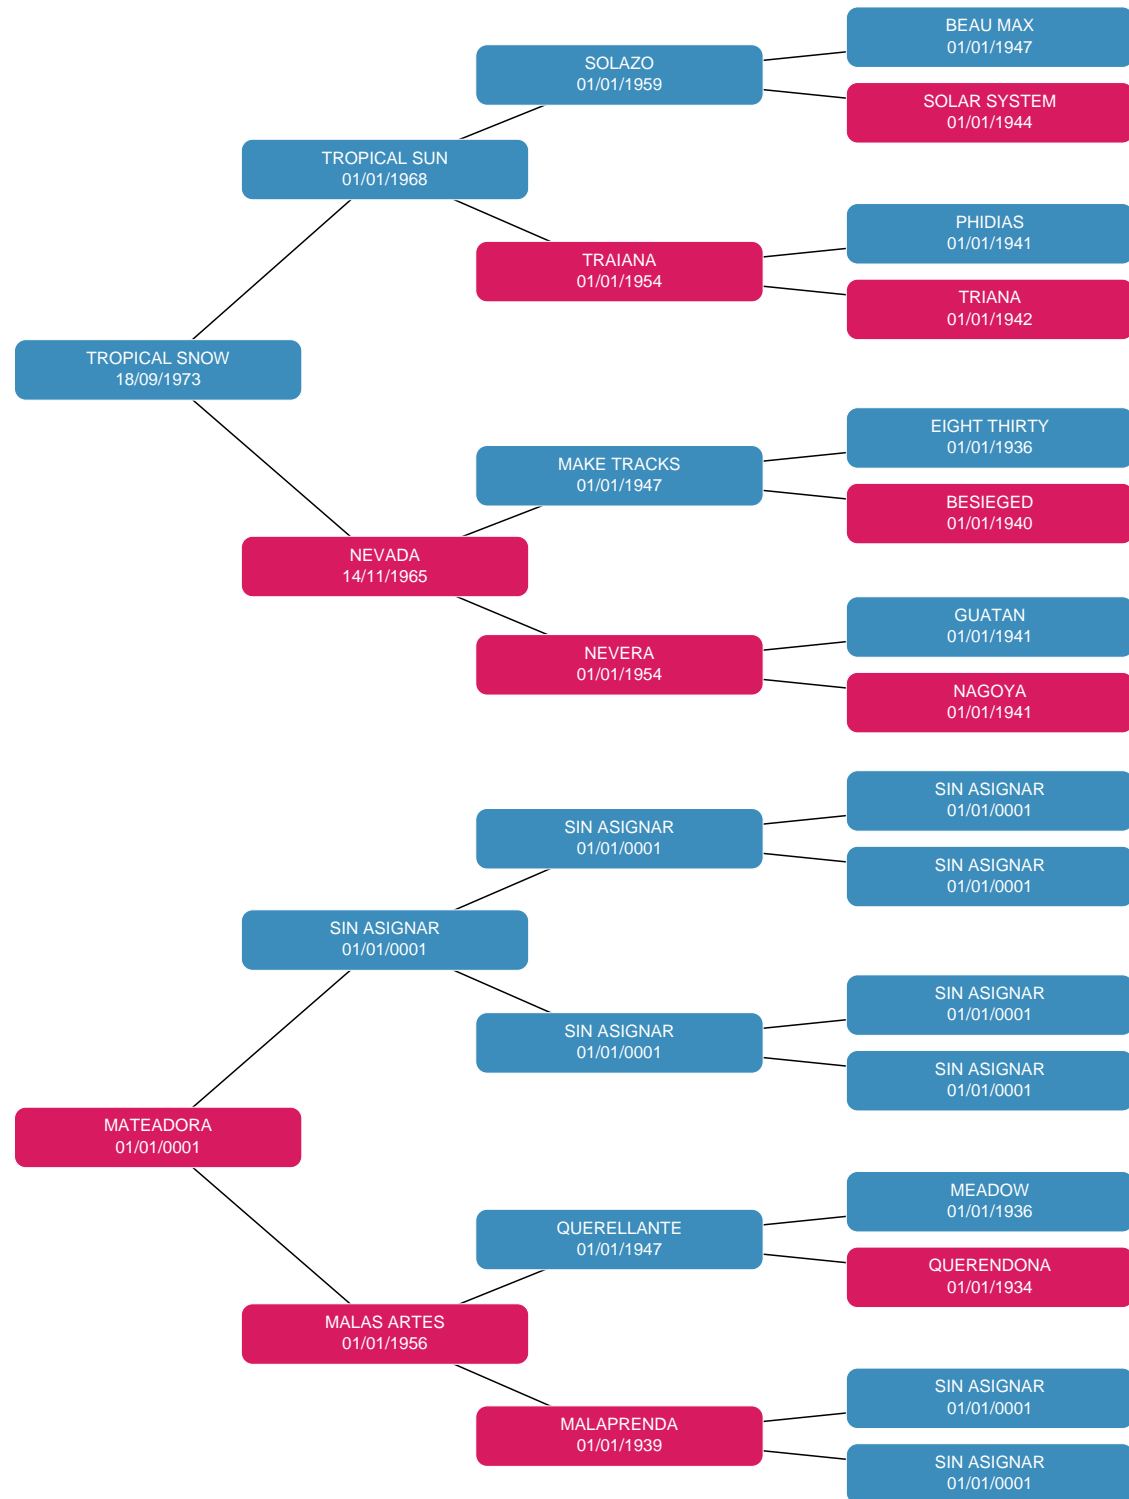 BEAU MAX
01/01/1947
SOLAZO
01/01/1959
SOLAR SYSTEM
01/01/1944
TROPICAL SUN
01/01/1968
PHIDIAS
01/01/1941
TRAIANA
01/01/1954
TRIANA
01/01/1942
TROPICAL SNOW
18/09/1973
EIGHT THIRTY
01/01/1936
MAKE TRACKS
01/01/1947
BESIEGED
01/01/1940
NEVADA
14/11/1965
GUATAN
01/01/1941
NEVERA
01/01/1954
NAGOYA
01/01/1941
SIN ASIGNAR
01/01/0001
SIN ASIGNAR
01/01/0001
SIN ASIGNAR
01/01/0001
SIN ASIGNAR
01/01/0001
SIN ASIGNAR
01/01/0001
SIN ASIGNAR
01/01/0001
SIN ASIGNAR
01/01/0001
MATEADORA
01/01/0001
MEADOW
01/01/1936
QUERELLANTE
01/01/1947
QUERENDONA
01/01/1934
MALAS ARTES
01/01/1956
SIN ASIGNAR
01/01/0001
MALAPRENDA
01/01/1939
SIN ASIGNAR
01/01/0001